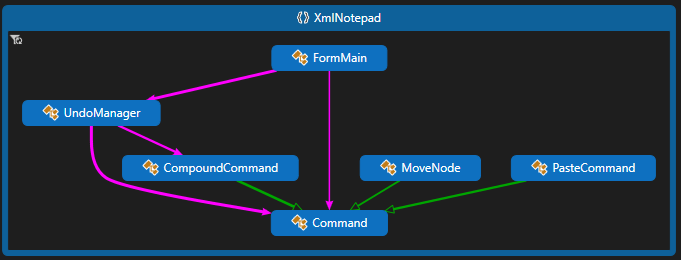 XmlNotepad
FormMain
UndoManager
CompoundCommand
MoveNode
PasteCommand
Command